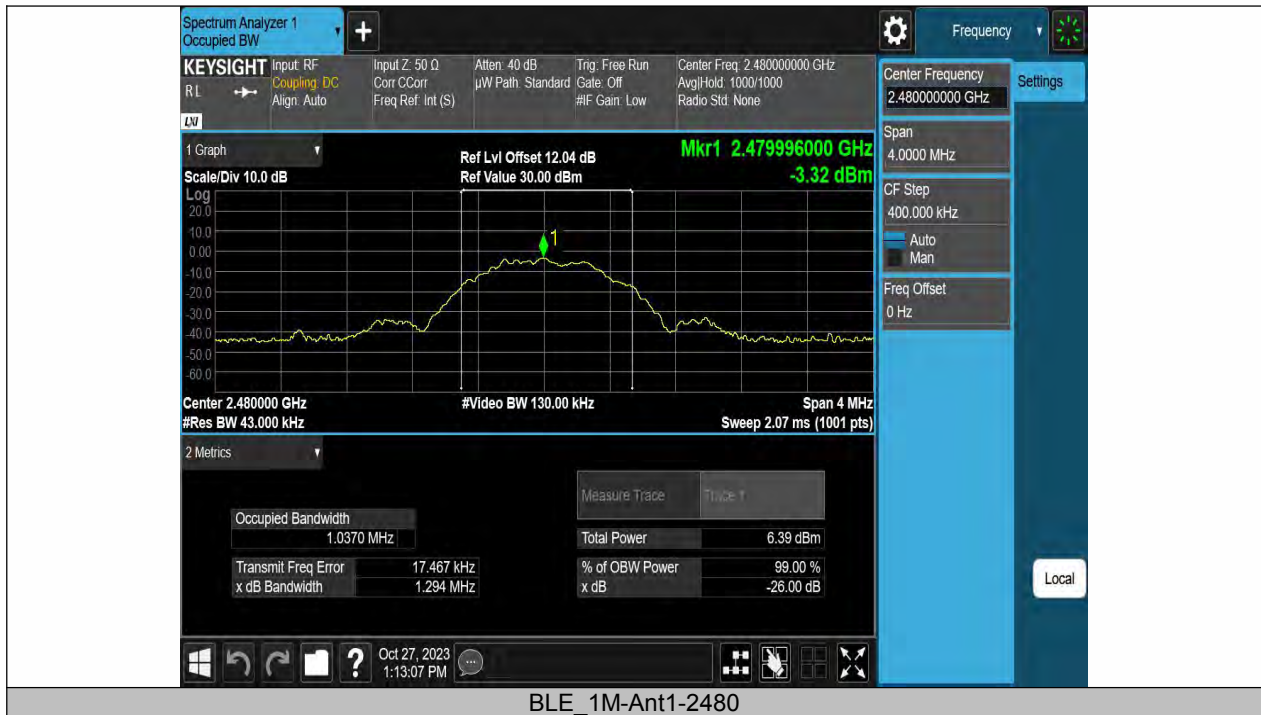 Spectrum Analyzer 1
Occupied BW
Frequency
KEYSIGHT
R L
LXI
Input: RF
Coupling: DC
Align: Auto
Input Z: 50 Ω
Corr CCorr
Freq Ref: Int (S)
Atten: 40 dB
µW Path: Standard
Trig: Free Run
Gate: Off
#IF Gain: Low
Center Freq: 2.480000000 GHz
Avg|Hold: 1000/1000
Radio Std: None
Center Frequency
2.480000000 GHz
Settings
Span
4.0000 MHz
CF Step
400.000 kHz
Auto
Man
Freq Offset
0 Hz
Local
1 Graph
Scale/Div 10.0 dB
Ref Lvl Offset 12.04 dB
Ref Value 30.00 dBm
Mkr1 2.479996000 GHz
-3.32 dBm
Log
20.0
10.0
0.00
-10.0
-20.0
-30.0
-40.0
-50.0
-60.0
1
Center 2.480000 GHz
#Res BW 43.000 kHz
#Video BW 130.00 kHz
Span 4 MHz
Sweep 2.07 ms (1001 pts)
2 Metrics
Measure Trace
Trace 1
Occupied Bandwidth
1.0370 MHz
Total Power 6.39 dBm
Transmit Freq Error 17.467 kHz
% of OBW Power 99.00 %
x dB Bandwidth 1.294 MHz
x dB -26.00 dB
?
Oct 27, 2023
1:13:07 PM
BLE_1M-Ant1-2480